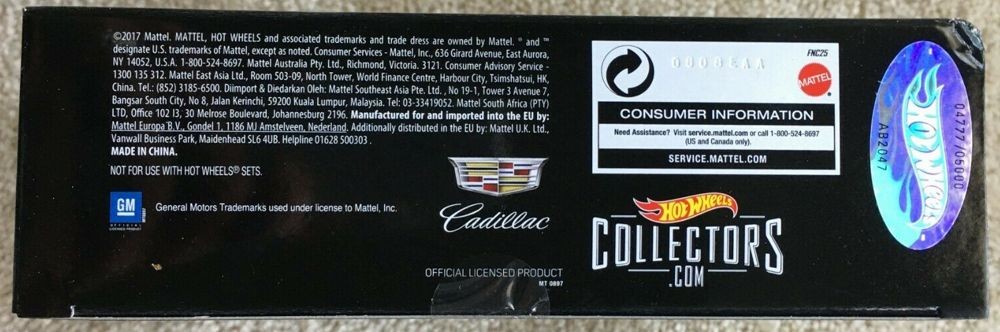 ©2017 Mattel. MATTEL, HOT WHEELS and associated trademarks and trade dress are owned by Mattel. ® and ™
designate U.S. trademarks of Mattel, except as noted. Consumer Services - Mattel, Inc., 636 Girard Avenue, East Aurora,
NY 14052, U.S.A. 1-800-524-8697. Mattel Australia Pty. Ltd., Richmond, Victoria. 3121. Consumer Advisory Service -
1300 135 312. Mattel East Asia Ltd., Room 503-09, North Tower, World Finance Centre, Harbour City, Tsimshatsui, HK,
China. Tel.: (852) 3185-6500. Diimport & Diedarkan Oleh: Mattel Southeast Asia Pte. Ltd. , No 19-1, Tower 3 Avenue 7,
Bangsar South City, No 8, Jalan Kerinchi, 59200 Kuala Lumpur, Malaysia. Tel: 03-33419052. Mattel South Africa (PTY)
LTD, Office 102 I3, 30 Melrose Boulevard, Johannesburg 2196. Manufactured for and imported into the EU by:
Mattel Europa B.V., Gondel 1, 1186 MJ Amstelveen, Nederland. Additionally distributed in the EU by: Mattel U.K. Ltd.,
Vanwall Business Park, Maidenhead SL6 4UB. Helpline 01628 500303 .
MADE IN CHINA.
NOT FOR USE WITH HOT WHEELS® SETS.
GM
OFFICIAL
LICENSED PRODUCT
General Motors Trademarks used under license to Mattel, Inc.
Cadillac
OFFICIAL LICENSED PRODUCT
MT 0897
FNC25
MATTEL
CONSUMER INFORMATION
Need Assistance? Visit service.mattel.com or call 1-800-524-8697
(US and Canada only).
SERVICE.MATTEL.COM
Hot Wheels
COLLECTORS
.COM
Hot Wheels
04777/05000
AB2047